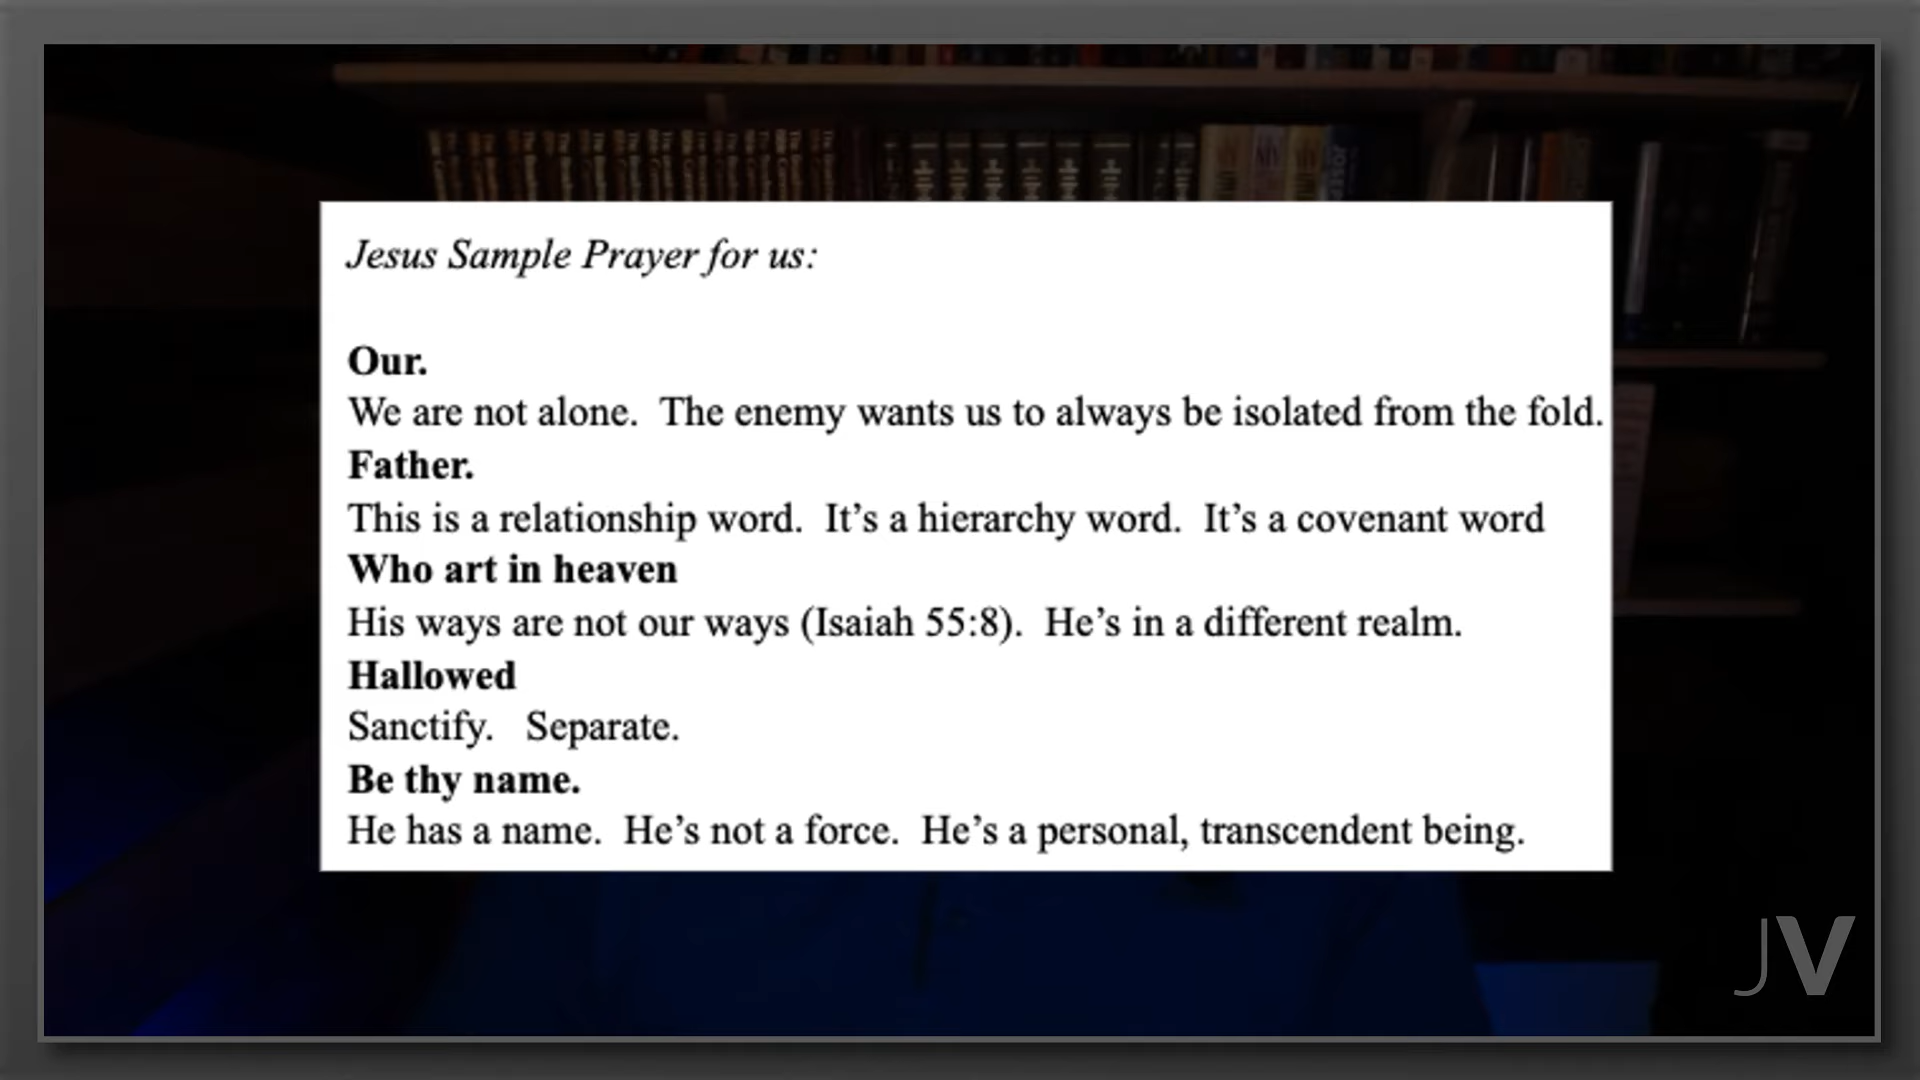 Jesus Sample Prayer for us:
Our.
We are not alone.  The enemy wants us to always be isolated from the fold.
Father.
This is a relationship word.  It’s a hierarchy word.  It’s a covenant word
Who art in heaven
His ways are not our ways (Isaiah 55:8).  He’s in a different realm.
Hallowed
Sanctify.   Separate.
Be thy name.
He has a name.  He’s not a force.  He’s a personal, transcendent being.
JV